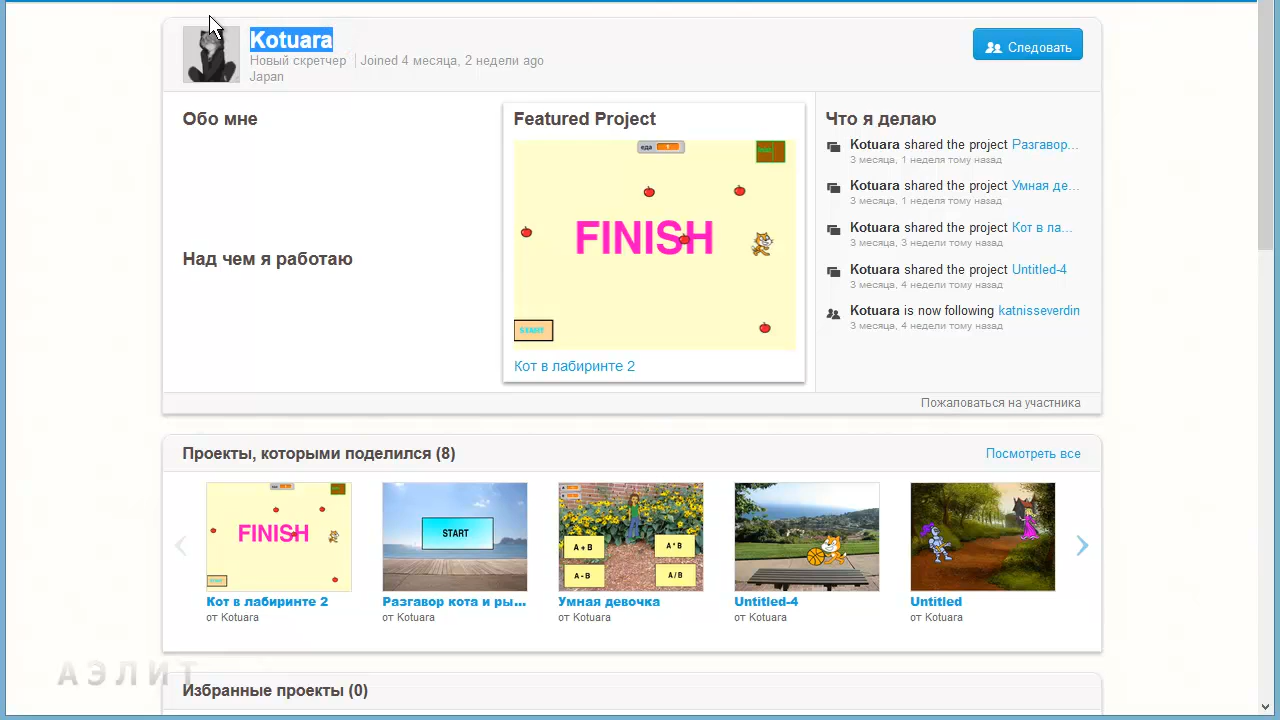 Kotuara
Новый скретчер | Joined 4 месяца, 2 недели ago
Japan
Следовать
Обо мне
Над чем я работаю
Featured Project
еда 1
FINISH
START
Кот в лабиринте 2
Что я делаю
Kotuara shared the project Разгавор...
3 месяца, 1 неделя тому назад
Kotuara shared the project Умная де...
3 месяца, 1 неделя тому назад
Kotuara shared the project Кот в ла...
3 месяца, 3 недели тому назад
Kotuara shared the project Untitled-4
3 месяца, 4 недели тому назад
Kotuara is now following katnisseverdin
3 месяца, 4 недели тому назад
Пожаловаться на участника
Проекты, которыми поделился (8)
Посмотреть все
FINISH
START
A + B
A * B
A - B
A / B
Кот в лабиринте 2
от Kotuara
Разгавор кота и ры...
от Kotuara
Умная девочка
от Kotuara
Untitled-4
от Kotuara
Untitled
от Kotuara
АЭЛИТ
Избранные проекты (0)